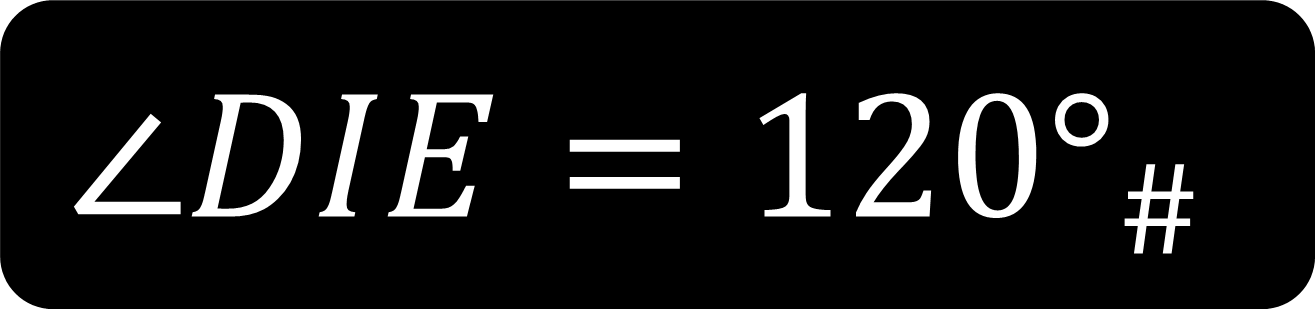 ∠DIE = 120°#